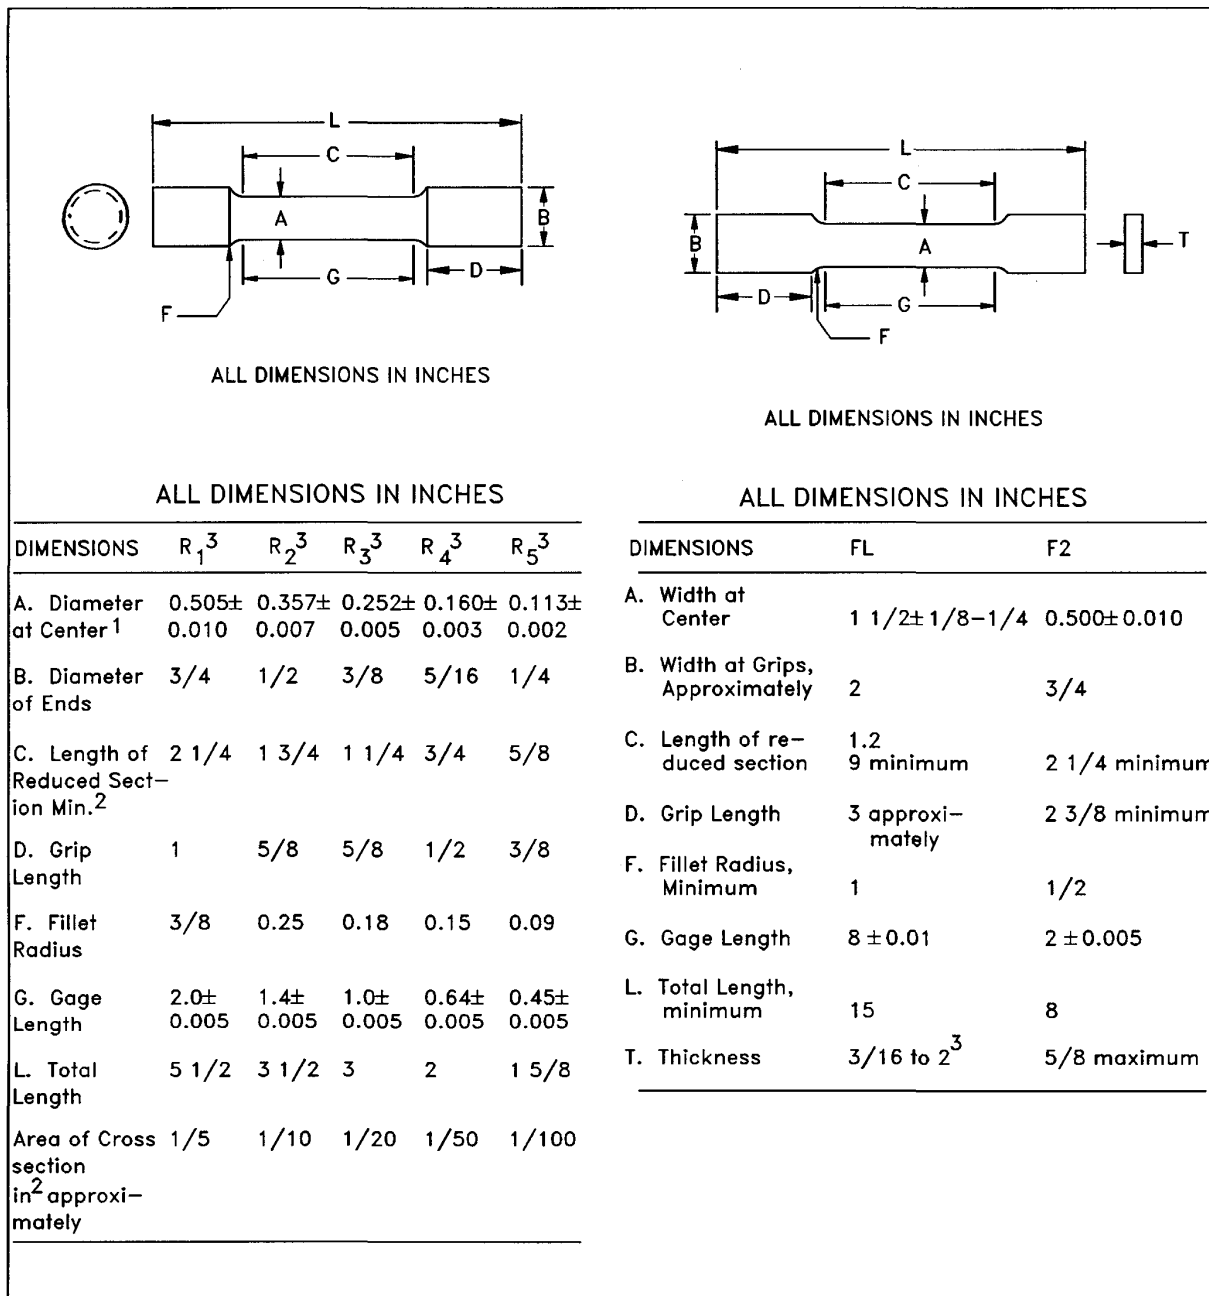 L
C
A
B
G
D
F
ALL DIMENSIONS IN INCHES
L
C
B
A
T
D
G
F
ALL DIMENSIONS IN INCHES
ALL DIMENSIONS IN INCHES
DIMENSIONS R₁³ R₂³ R₃³ R₄³ R₅³
A. Diameter 0.505± 0.357± 0.252± 0.160± 0.113±
at Center¹ 0.010 0.007 0.005 0.003 0.002
B. Diameter 3/4 1/2 3/8 5/16 1/4
of Ends
C. Length of 2 1/4 1 3/4 1 1/4 3/4 5/8
Reduced Sect-
ion Min.²
D. Grip 1 5/8 5/8 1/2 3/8
Length
F. Fillet 3/8 0.25 0.18 0.15 0.09
Radius
G. Gage 2.0± 1.4± 1.0± 0.64± 0.45±
Length 0.005 0.005 0.005 0.005 0.005
L. Total 5 1/2 3 1/2 3 2 1 5/8
Length
Area of Cross 1/5 1/10 1/20 1/50 1/100
section
in² approxi-
mately
ALL DIMENSIONS IN INCHES
DIMENSIONS FL F2
A. Width at
Center 1 1/2±1/8-1/4 0.500±0.010
B. Width at Grips,
Approximately 2 3/4
C. Length of re- 1.2
duced section 9 minimum 2 1/4 minimum
D. Grip Length 3 approxi- 2 3/8 minimum
mately
F. Fillet Radius,
Minimum 1 1/2
G. Gage Length 8 ±0.01 2 ±0.005
L. Total Length,
minimum 15 8
T. Thickness 3/16 to 2³ 5/8 maximum